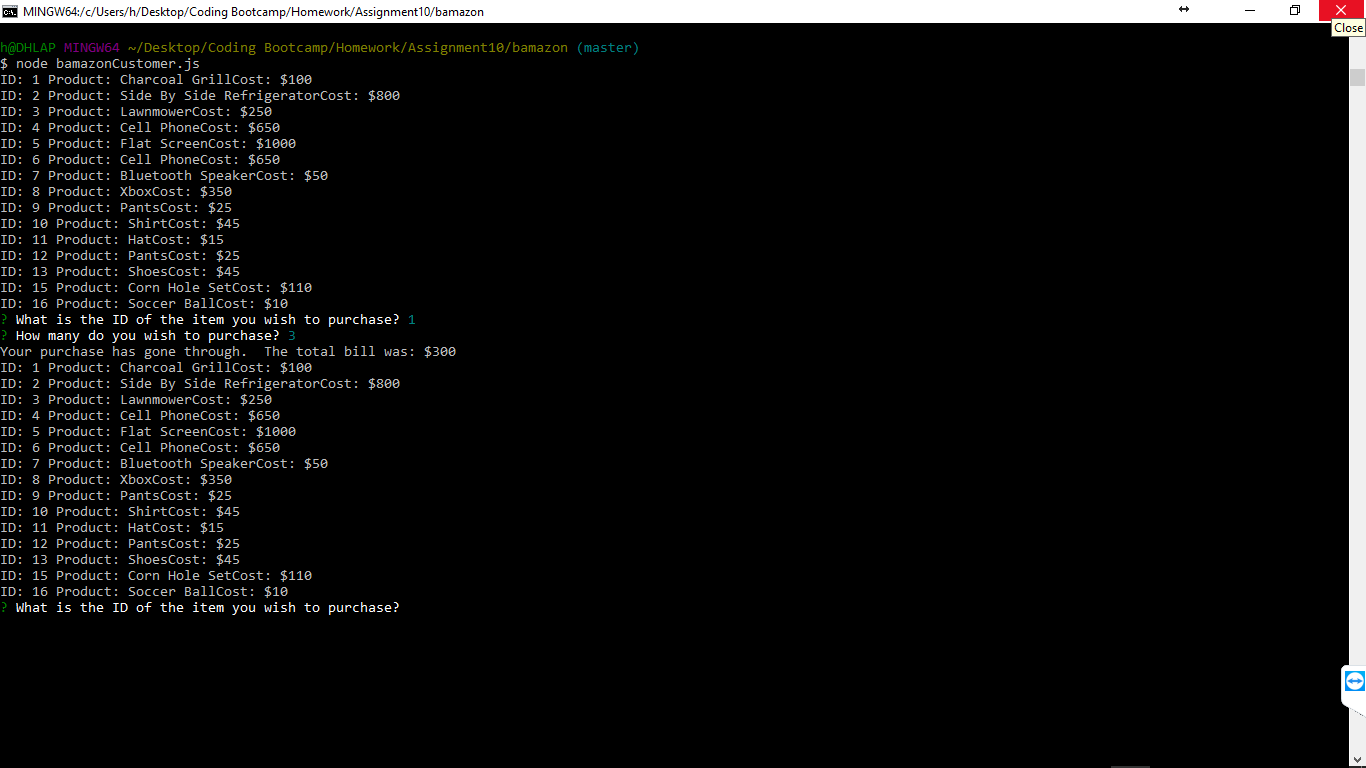 MINGW64:/c/Users/h/Desktop/Coding Bootcamp/Homework/Assignment10/bamazon
Close
h@DHLAP MINGW64 ~/Desktop/Coding Bootcamp/Homework/Assignment10/bamazon (master)
$ node bamazonCustomer.js
ID: 1 Product: Charcoal GrillCost: $100
ID: 2 Product: Side By Side RefrigeratorCost: $800
ID: 3 Product: LawnmowerCost: $250
ID: 4 Product: Cell PhoneCost: $650
ID: 5 Product: Flat ScreenCost: $1000
ID: 6 Product: Cell PhoneCost: $650
ID: 7 Product: Bluetooth SpeakerCost: $50
ID: 8 Product: XboxCost: $350
ID: 9 Product: PantsCost: $25
ID: 10 Product: ShirtCost: $45
ID: 11 Product: HatCost: $15
ID: 12 Product: PantsCost: $25
ID: 13 Product: ShoesCost: $45
ID: 15 Product: Corn Hole SetCost: $110
ID: 16 Product: Soccer BallCost: $10
? What is the ID of the item you wish to purchase? 1
? How many do you wish to purchase? 3
Your purchase has gone through.  The total bill was: $300
ID: 1 Product: Charcoal GrillCost: $100
ID: 2 Product: Side By Side RefrigeratorCost: $800
ID: 3 Product: LawnmowerCost: $250
ID: 4 Product: Cell PhoneCost: $650
ID: 5 Product: Flat ScreenCost: $1000
ID: 6 Product: Cell PhoneCost: $650
ID: 7 Product: Bluetooth SpeakerCost: $50
ID: 8 Product: XboxCost: $350
ID: 9 Product: PantsCost: $25
ID: 10 Product: ShirtCost: $45
ID: 11 Product: HatCost: $15
ID: 12 Product: PantsCost: $25
ID: 13 Product: ShoesCost: $45
ID: 15 Product: Corn Hole SetCost: $110
ID: 16 Product: Soccer BallCost: $10
? What is the ID of the item you wish to purchase?